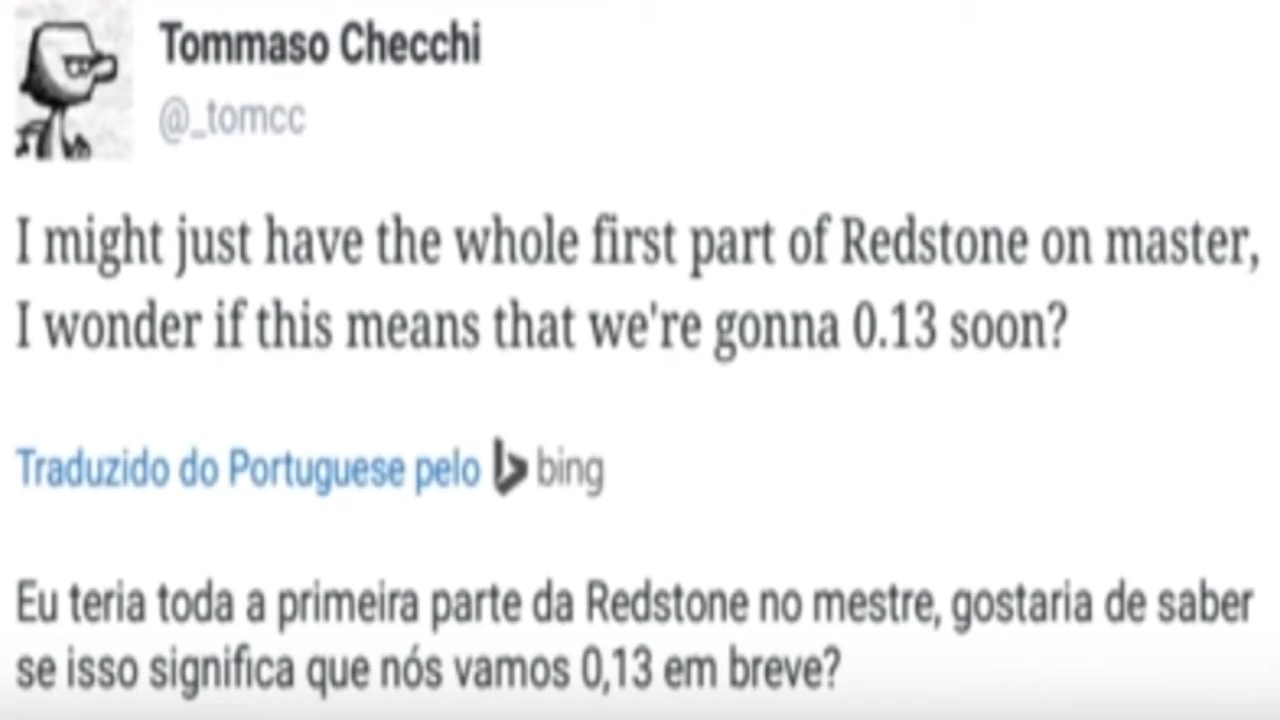 Tommaso Checchi
@_tomcc
I might just have the whole first part of Redstone on master,
I wonder if this means that we're gonna 0.13 soon?
Traduzido do Portuguese pelo bing
Eu teria toda a primeira parte da Redstone no mestre, gostaria de saber
se isso significa que nós vamos 0,13 em breve?